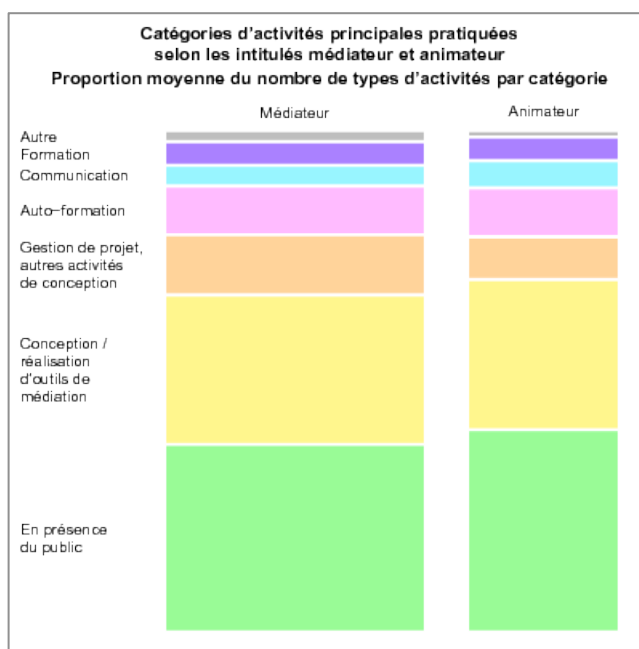 Catégories d'activités principales pratiquées
selon les intitulés médiateur et animateur
Proportion moyenne du nombre de types d'activités par catégorie
Médiateur
Animateur
Autre
Formation
Communication
Auto-formation
Gestion de projet,
autres activités
de conception
Conception /
réalisation
d'outils de
médiation
En présence
du public